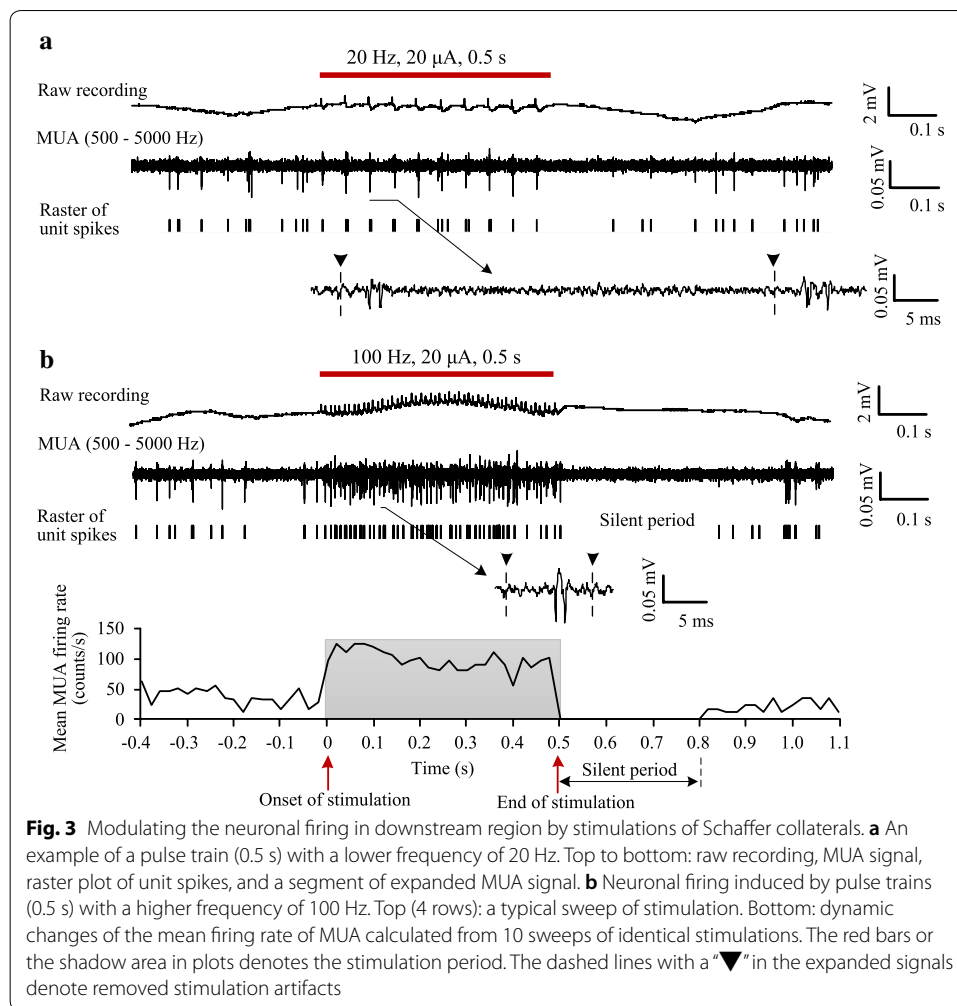 a
20 Hz, 20 µA, 0.5 s
Raw recording
2 mV
0.1 s
MUA (500 - 5000 Hz)
0.05 mV
0.1 s
Raster of
unit spikes
0.05 mV
5 ms
b
100 Hz, 20 µA, 0.5 s
Raw recording
2 mV
0.1 s
MUA (500 - 5000 Hz)
0.05 mV
0.1 s
Raster of
unit spikes
Silent period
0.05 mV
5 ms
Mean MUA firing rate
(counts/s)
150
100
50
0
-0.4 -0.3 -0.2 -0.1 0 0.1 0.2 0.3 0.4 0.5 0.6 0.7 0.8 0.9 1.0 1.1
Time (s)
Silent period
Onset of stimulation
End of stimulation
Fig. 3 Modulating the neuronal firing in downstream region by stimulations of Schaffer collaterals. a An
example of a pulse train (0.5 s) with a lower frequency of 20 Hz. Top to bottom: raw recording, MUA signal,
raster plot of unit spikes, and a segment of expanded MUA signal. b Neuronal firing induced by pulse trains
(0.5 s) with a higher frequency of 100 Hz. Top (4 rows): a typical sweep of stimulation. Bottom: dynamic
changes of the mean firing rate of MUA calculated from 10 sweeps of identical stimulations. The red bars or
the shadow area in plots denotes the stimulation period. The dashed lines with a "▼" in the expanded signals
denote removed stimulation artifacts